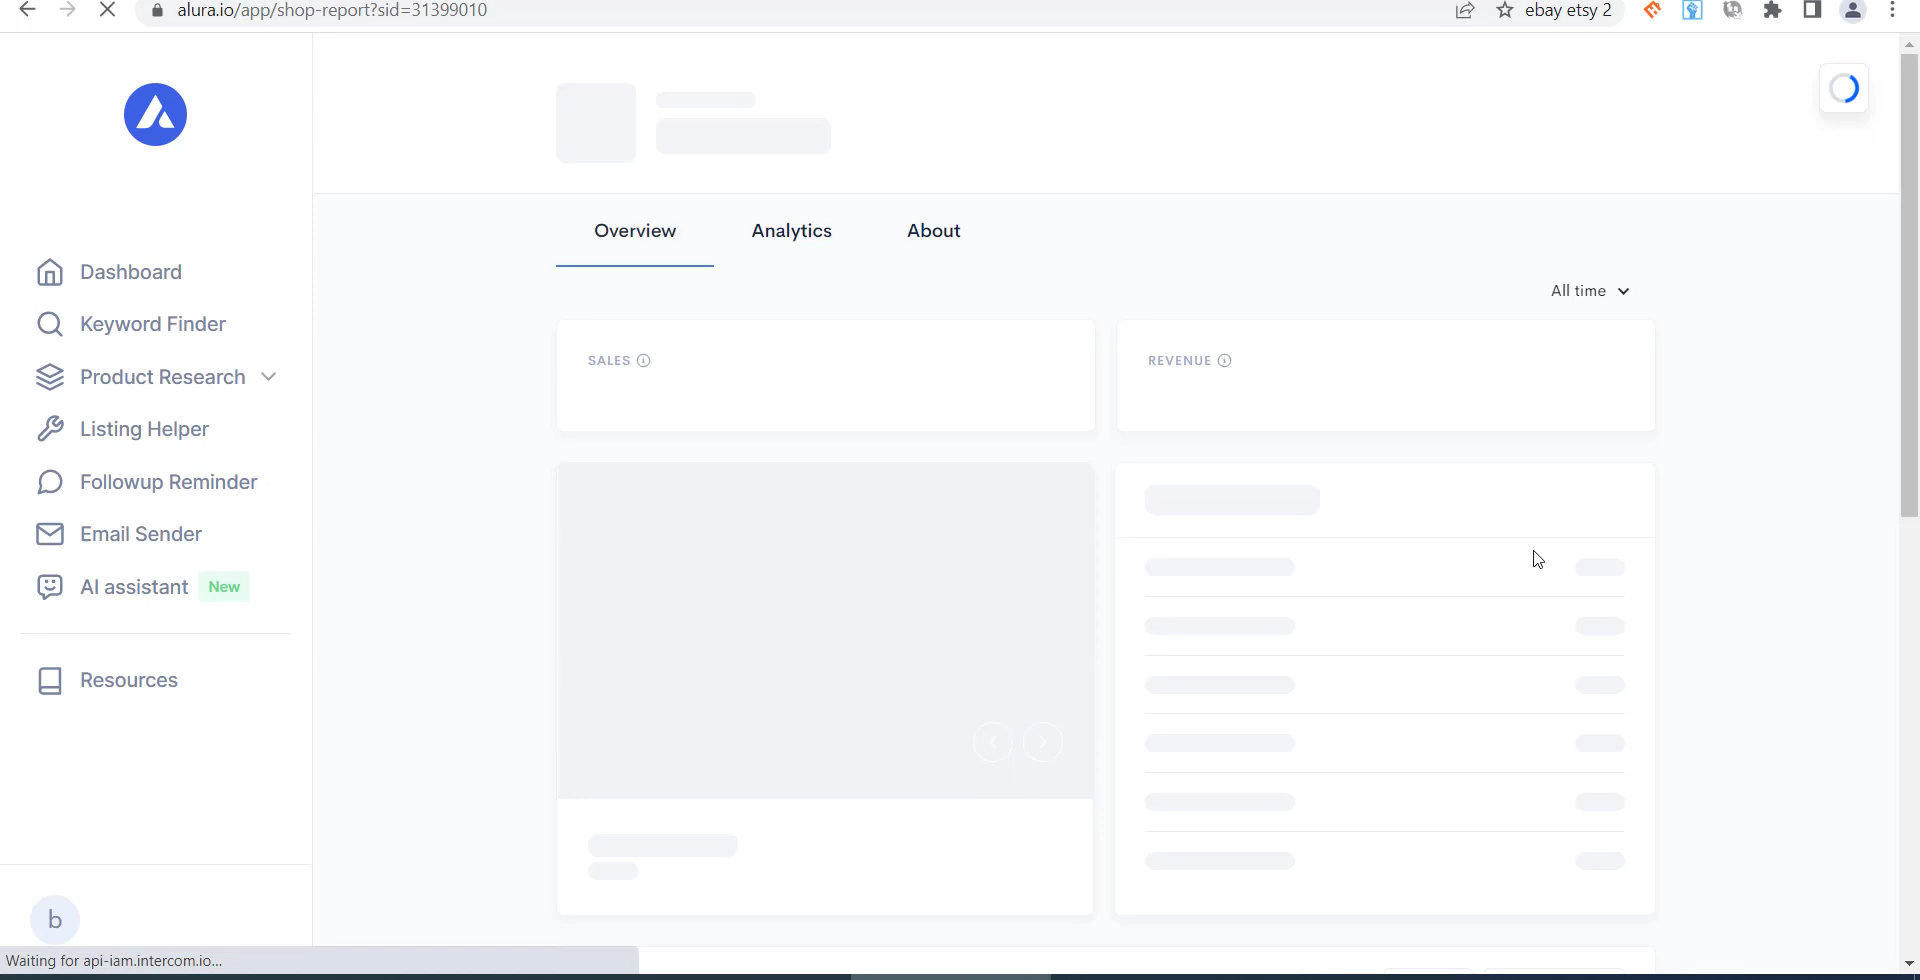 alura.io/app/shop-report?sid=31399010
ebay etsy 2
Overview
Analytics
About
All time
SALES
REVENUE
Dashboard
Keyword Finder
Product Research
Listing Helper
Followup Reminder
Email Sender
AI assistant New
Resources
b
Waiting for api-iam.intercom.io...